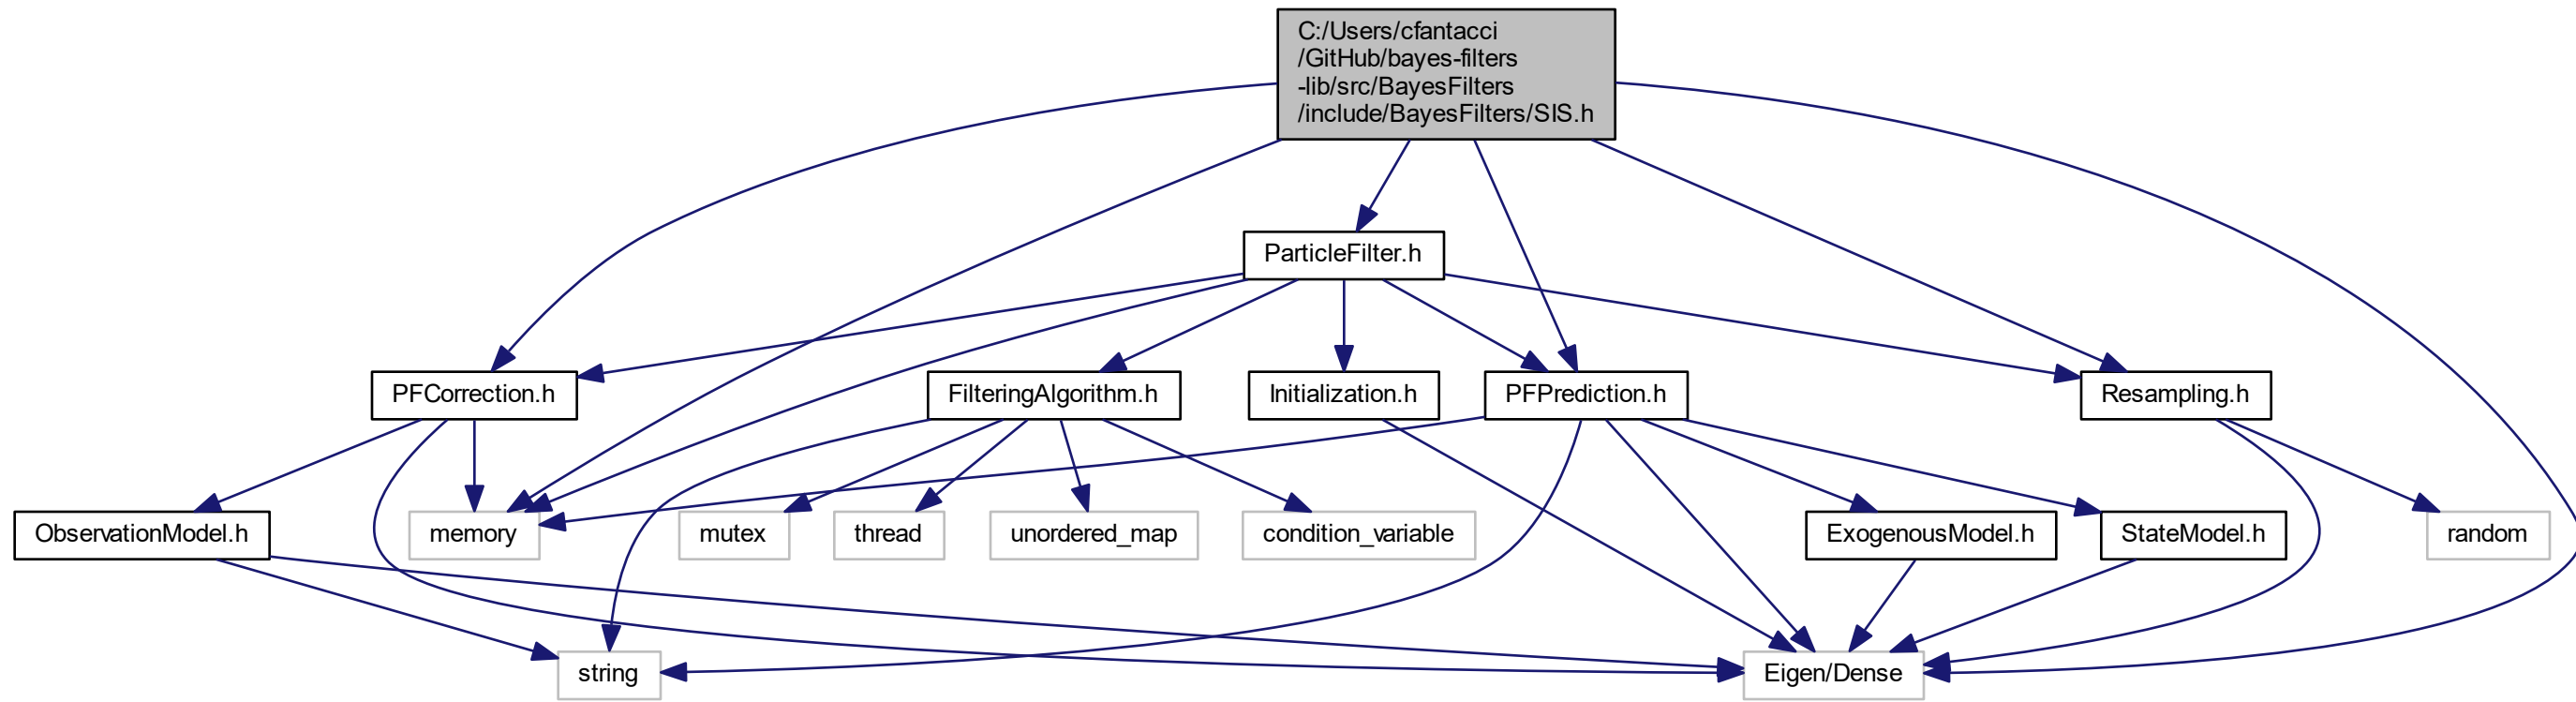 C:/Users/cfantacci
/GitHub/bayes-filters
-lib/src/BayesFilters
/include/BayesFilters/SIS.h
ParticleFilter.h
PFCorrection.h
FilteringAlgorithm.h
Initialization.h
PFPrediction.h
Resampling.h
ObservationModel.h
memory
mutex
thread
unordered_map
condition_variable
ExogenousModel.h
StateModel.h
random
string
Eigen/Dense